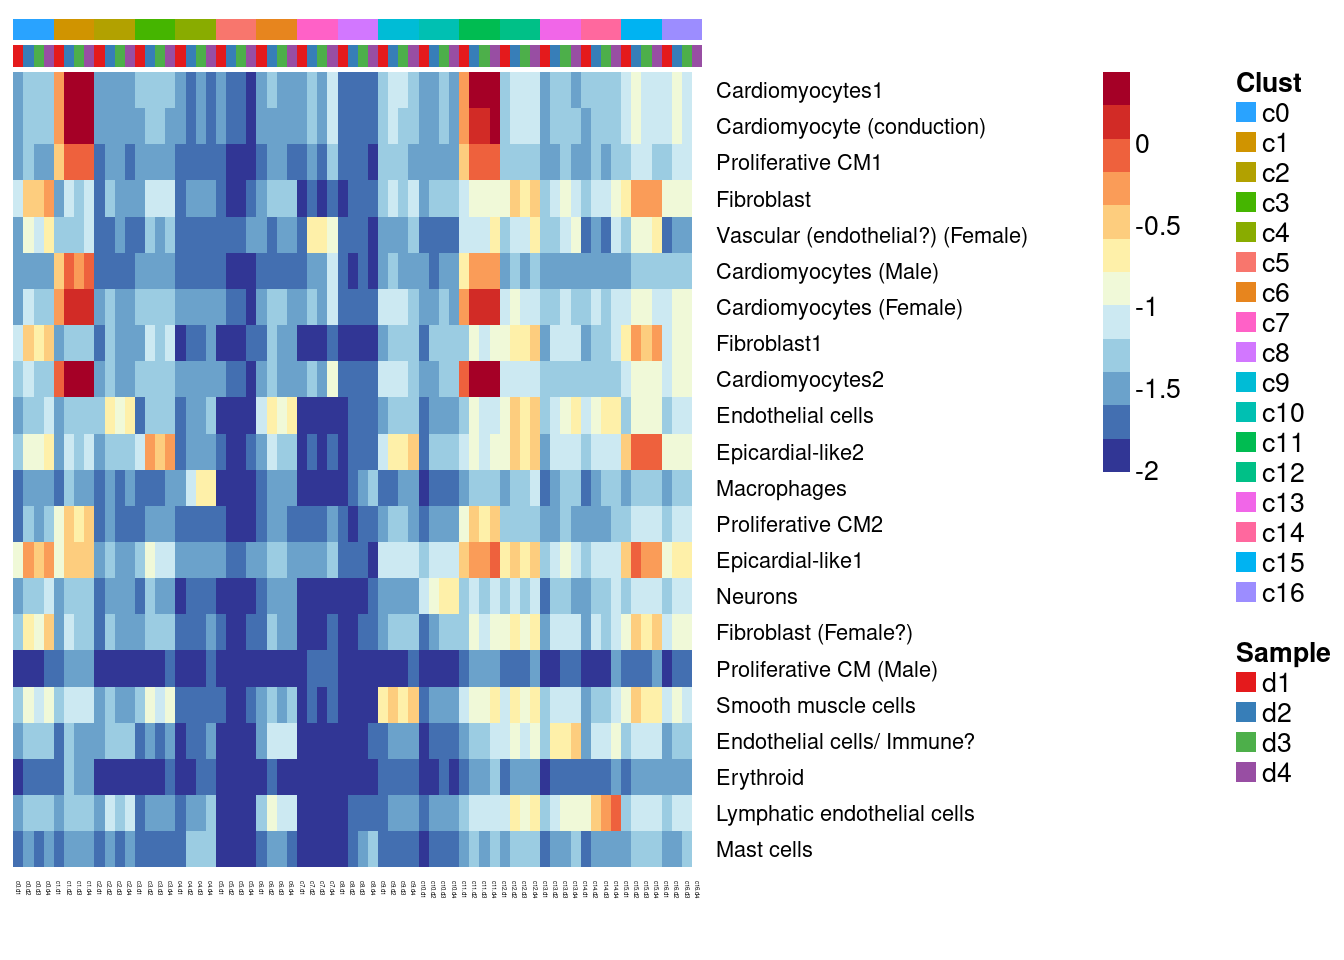 Cardiomyocytes1
Cardiomyocyte (conduction)
Proliferative CM1
Fibroblast
Vascular (endothelial?) (Female)
Cardiomyocytes (Male)
Cardiomyocytes (Female)
Fibroblast1
Cardiomyocytes2
Endothelial cells
Epicardial-like2
Macrophages
Proliferative CM2
Epicardial-like1
Neurons
Fibroblast (Female?)
Proliferative CM (Male)
Smooth muscle cells
Endothelial cells/ Immune?
Erythroid
Lymphatic endothelial cells
Mast cells
0
-0.5
-1
-1.5
-2
Clust
c0
c1
c2
c3
c4
c5
c6
c7
c8
c9
c10
c11
c12
c13
c14
c15
c16
Sample
d1
d2
d3
d4